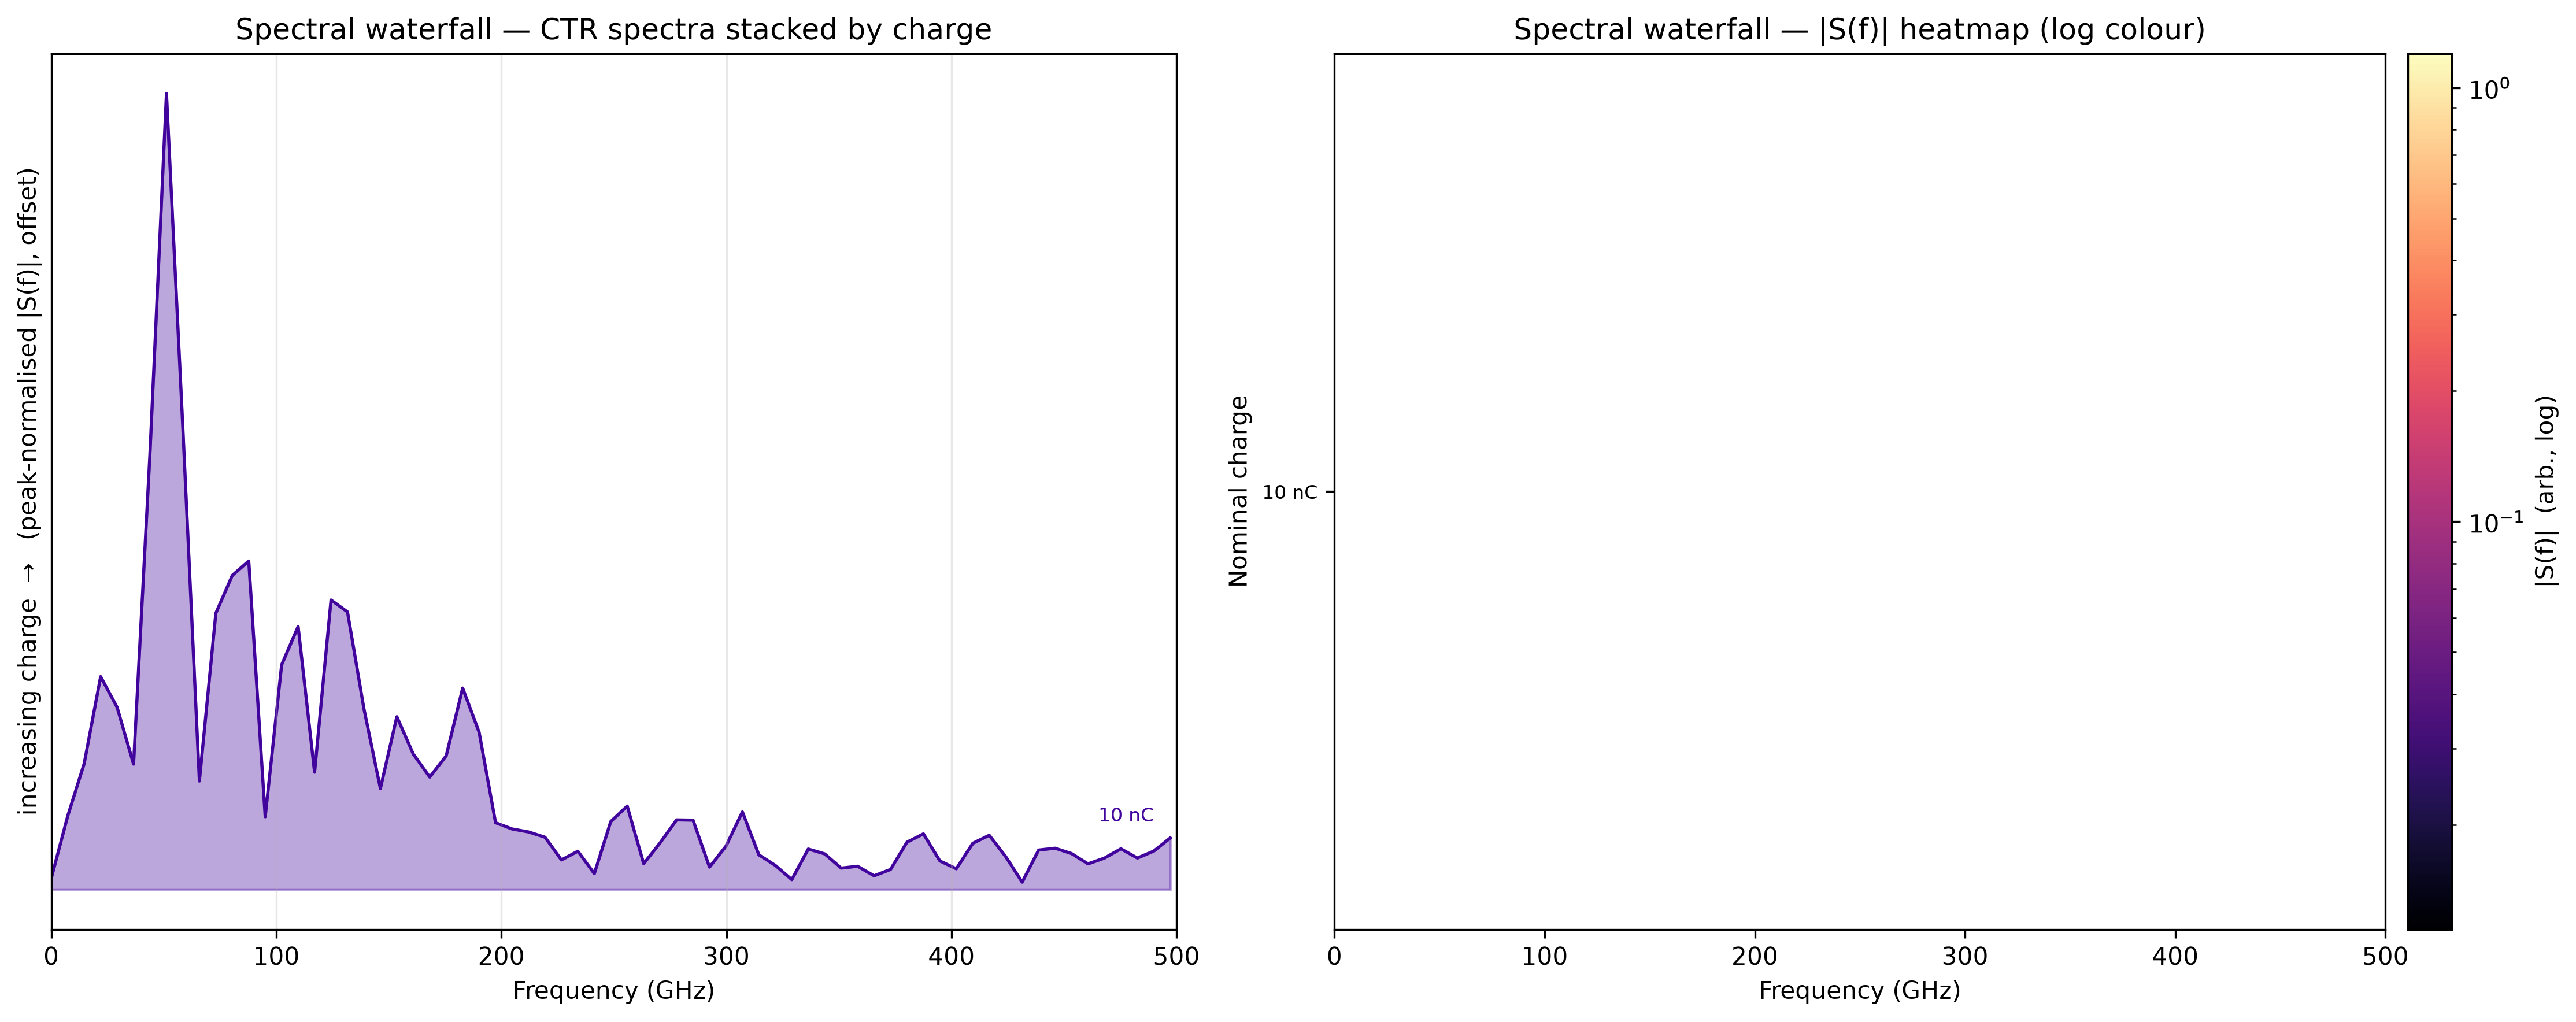 Spectral waterfall — CTR spectra stacked by charge
increasing charge → (peak-normalised |S(f)|, offset)
10 nC
0 100 200 300 400 500
Frequency (GHz)
Spectral waterfall — |S(f)| heatmap (log colour)
Nominal charge
10 nC
0 100 200 300 400 500
Frequency (GHz)
10⁰
10⁻¹
|S(f)| (arb., log)